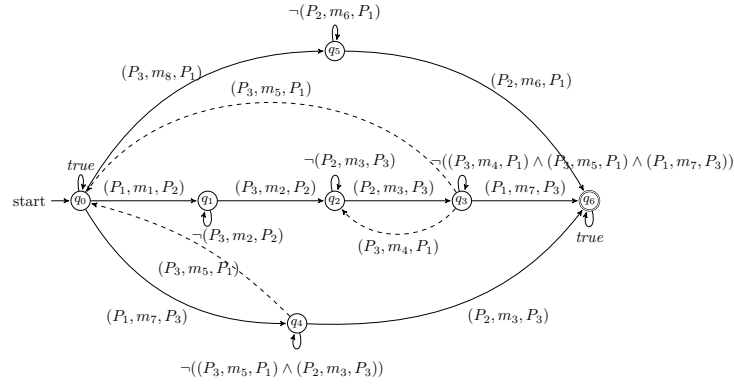 ¬(P₂, m₆, P₁)
q₅
(P₃, m₈, P₁)
(P₂, m₆, P₁)
(P₃, m₅, P₁)
true
¬(P₂, m₃, P₃)
¬((P₃, m₄, P₁) ∧ (P₃, m₅, P₁) ∧ (P₁, m₇, P₃))
start
q₀
(P₁, m₁, P₂)
q₁
(P₃, m₂, P₂)
q₂
(P₂, m₃, P₃)
q₃
(P₁, m₇, P₃)
q₆
¬(P₃, m₂, P₂)
(P₃, m₄, P₁)
true
(P₃, m₅, P₁)
(P₁, m₇, P₃)
q₄
(P₂, m₃, P₃)
¬((P₃, m₅, P₁) ∧ (P₂, m₃, P₃))